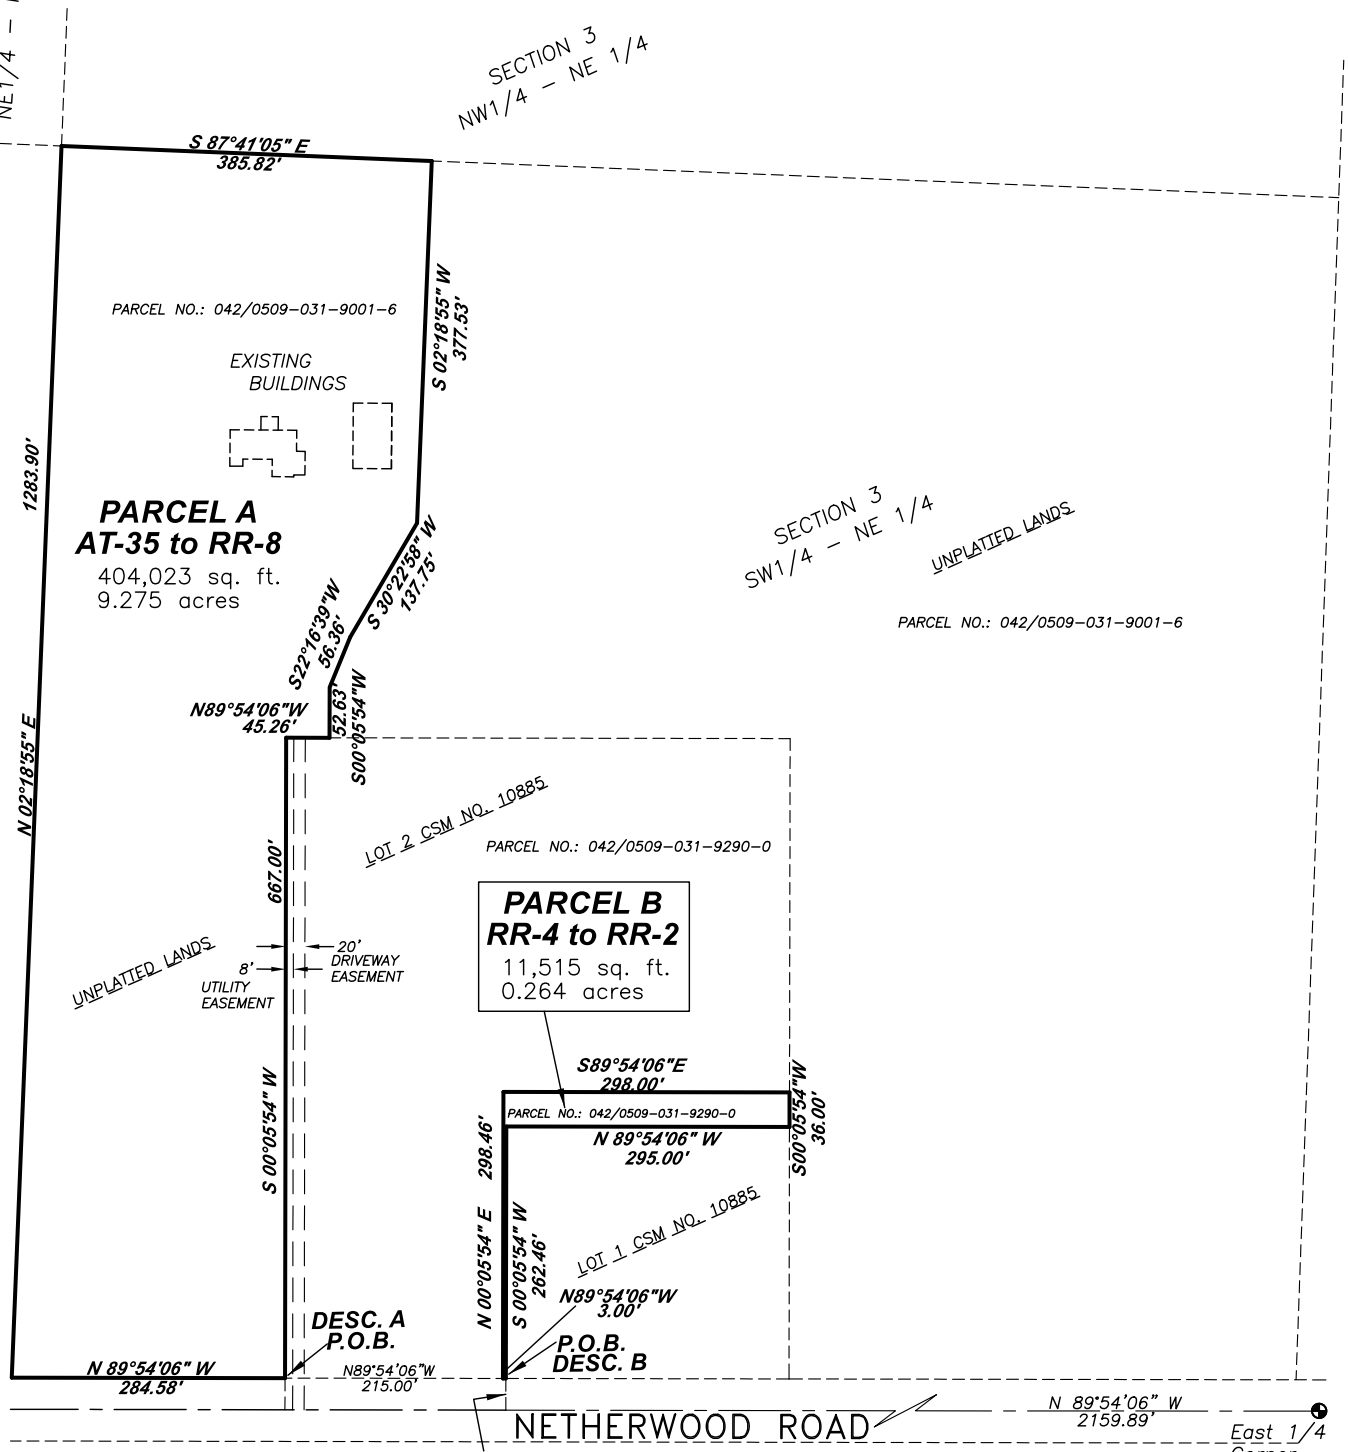 NE1/4 –
SECTION 3
NW1/4 – NE 1/4
S 87°41'05" E
385.82'
S 02°18'55" W
377.53'
PARCEL NO.: 042/0509-031-9001-6
EXISTING
BUILDINGS
1283.90'
N 02°18'55" E
PARCEL A
AT-35 to RR-8
404,023 sq. ft.
9.275 acres
S 30°22'58" W
137.75'
S22°16'39"W
56.36'
52.63'
S00°05'54"W
N89°54'06"W
45.26'
SECTION 3
SW1/4 – NE 1/4
UNPLATTED LANDS
PARCEL NO.: 042/0509-031-9001-6
LOT 2 CSM NO. 10885
PARCEL NO.: 042/0509-031-9290-0
667.00'
S 00°05'54" W
PARCEL B
RR-4 to RR-2
11,515 sq. ft.
0.264 acres
UNPLATTED LANDS
20'
DRIVEWAY
EASEMENT
8'
UTILITY
EASEMENT
S89°54'06"E
298.00'
PARCEL NO.: 042/0509-031-9290-0
S00°05'54"W
36.00'
N 89°54'06" W
295.00'
298.46'
N 00°05'54" E
S 00°05'54" W
262.46'
LOT 1 CSM NO. 10885
N89°54'06"W
3.00'
DESC. A
P.O.B.
P.O.B.
DESC. B
N 89°54'06" W
284.58'
N89°54'06"W
215.00'
NETHERWOOD ROAD
N 89°54'06" W
2159.89'
East 1/4
Corner